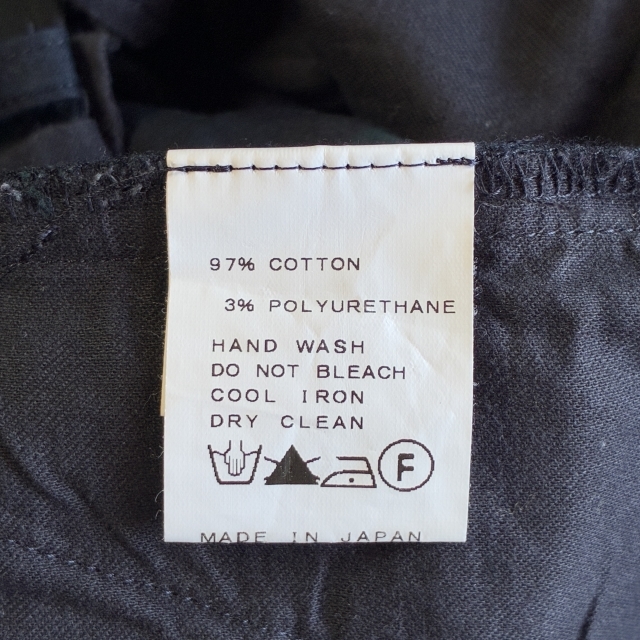 97% COTTON
3% POLYURETHANE
HAND WASH
DO NOT BLEACH
COOL IRON
DRY CLEAN
F
MADE IN JAPAN